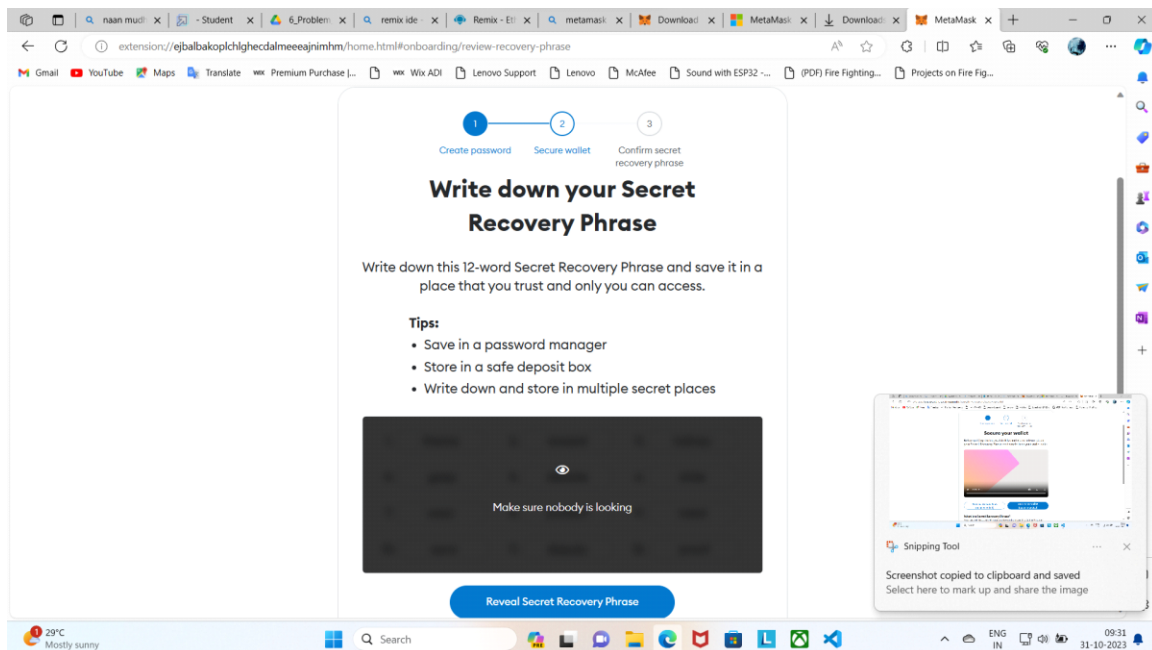 naan mudh
- Student
6_Problem
remix ide -
Remix - Eth
metamask
Download
MetaMask
Download:
MetaMask
extension://ejbalbakoplchlghecdalmeeeajnimhm/home.html#onboarding/review-recovery-phrase
Gmail YouTube Maps Translate Premium Purchase |... Wix ADI Lenovo Support Lenovo McAfee Sound with ESP32 -... (PDF) Fire Fighting... Projects on Fire Fig...
1 2 3
Create password Secure wallet Confirm secret
recovery phrase
Write down your Secret
Recovery Phrase
Write down this 12-word Secret Recovery Phrase and save it in a
place that you trust and only you can access.
Tips:
• Save in a password manager
• Store in a safe deposit box
• Write down and store in multiple secret places
Make sure nobody is looking
Reveal Secret Recovery Phrase
Secure your wallet
Snipping Tool
Screenshot copied to clipboard and saved
Select here to mark up and share the image
29°C
Mostly sunny
Search
ENG
IN
09:31
31-10-2023